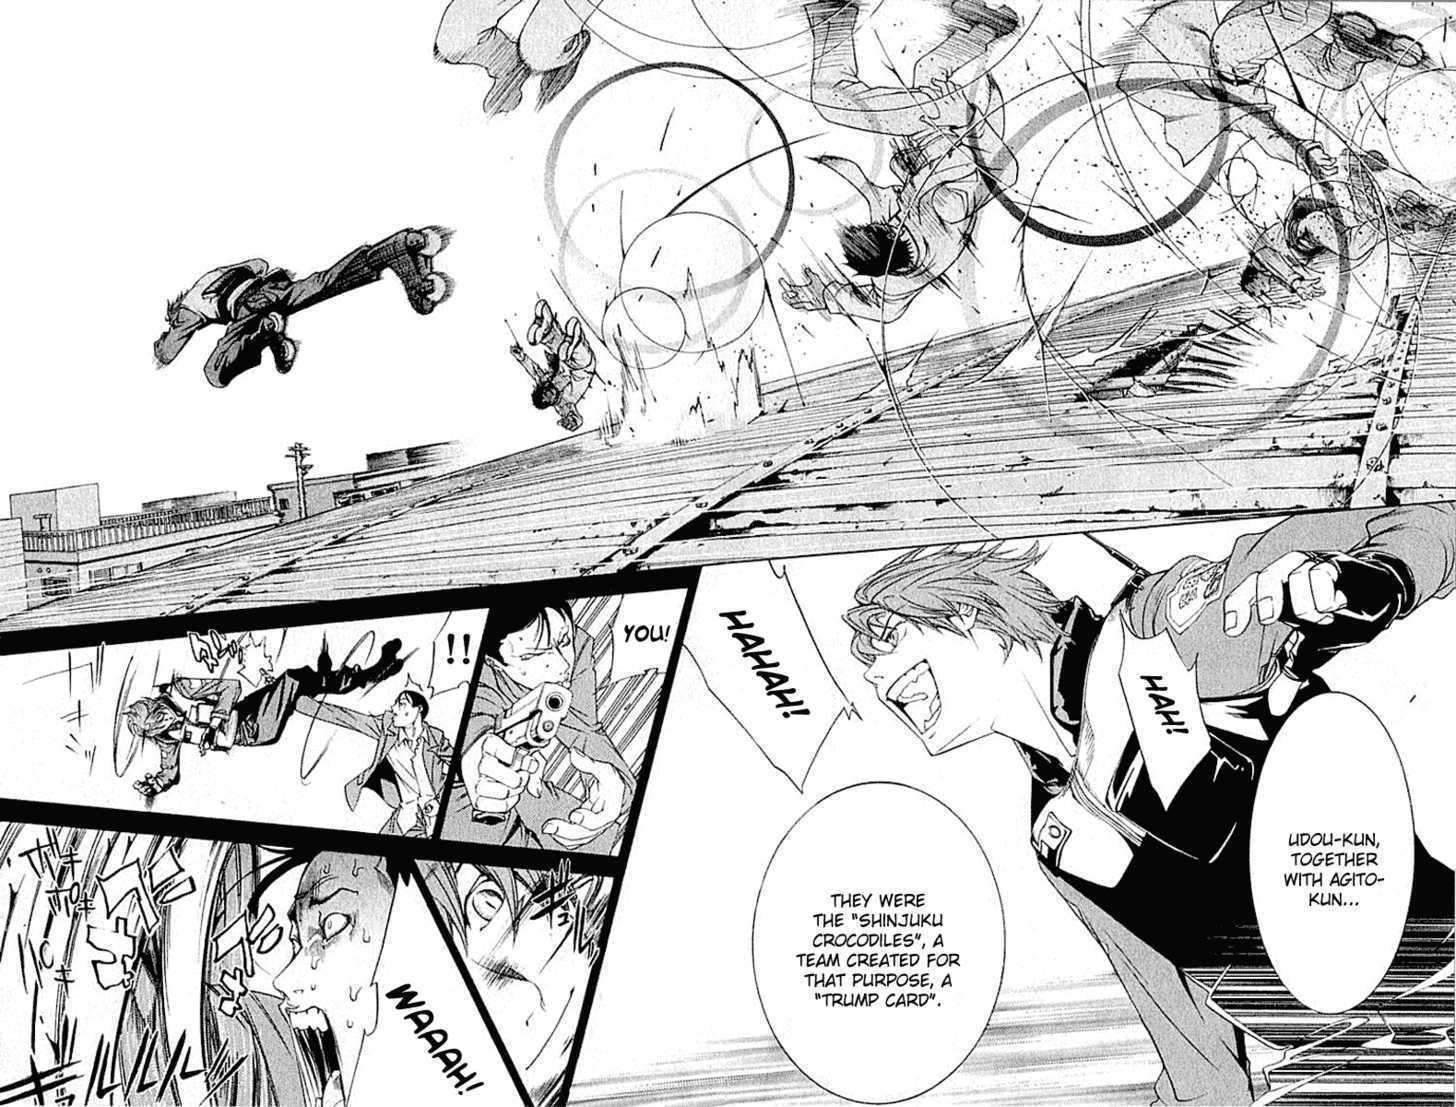 UDOU-KUN,
TOGETHER
WITH AGITO-
KUN...
HAH!
HAHAH!
THEY WERE
THE "SHINJUKU
CROCODILES", A
TEAM CREATED FOR
THAT PURPOSE, A
"TRUMP CARD".
YOU!
!!
WAAAH!